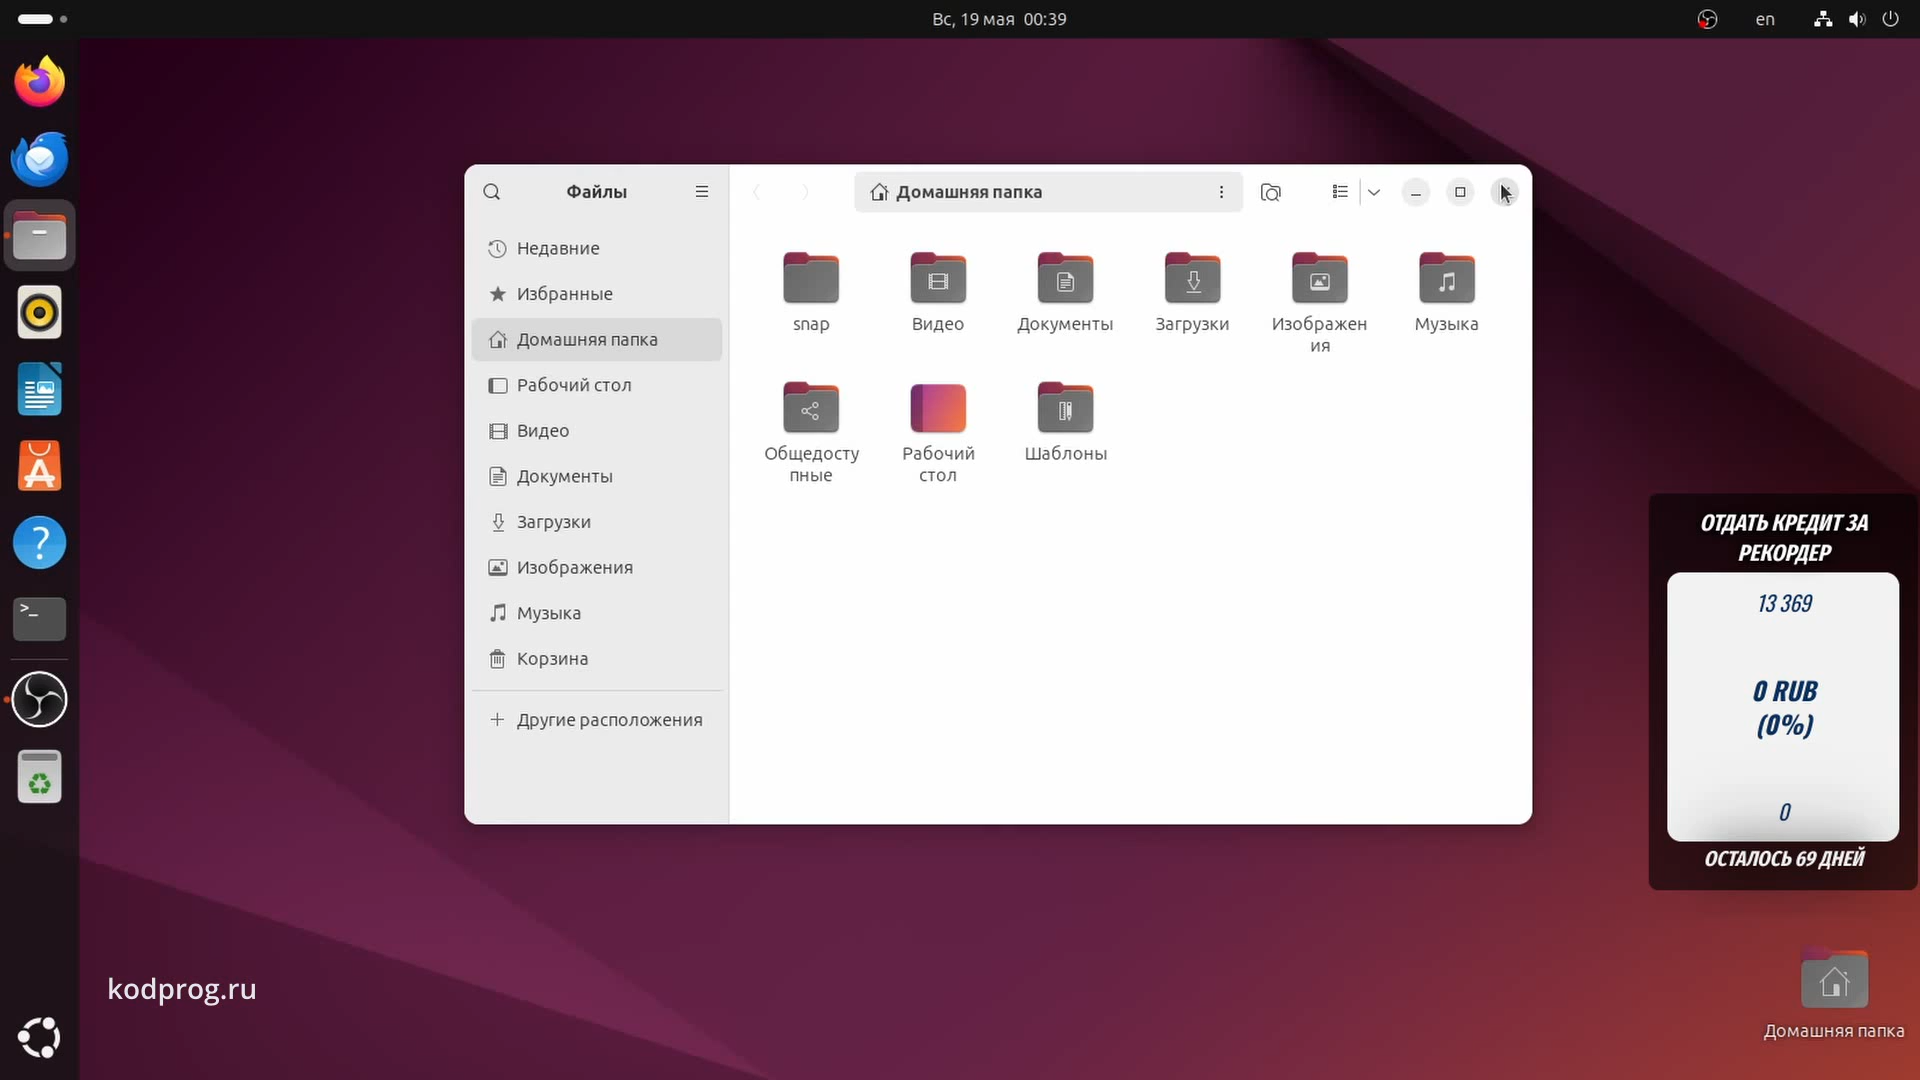 Вс, 19 мая 00:39
en
Файлы
Домашняя папка
Недавние
Избранные
Домашняя папка
Рабочий стол
Видео
Документы
Загрузки
Изображения
Музыка
Корзина
Другие расположения
snap
Видео
Документы
Загрузки
Изображен
ия
Музыка
Общедосту
пные
Рабочий
стол
Шаблоны
ОТДАТЬ КРЕДИТ ЗА
РЕКОРДЕР
13 369
0 RUB
(0%)
0
ОСТАЛОСЬ 69 ДНЕЙ
kodprog.ru
Домашняя папка